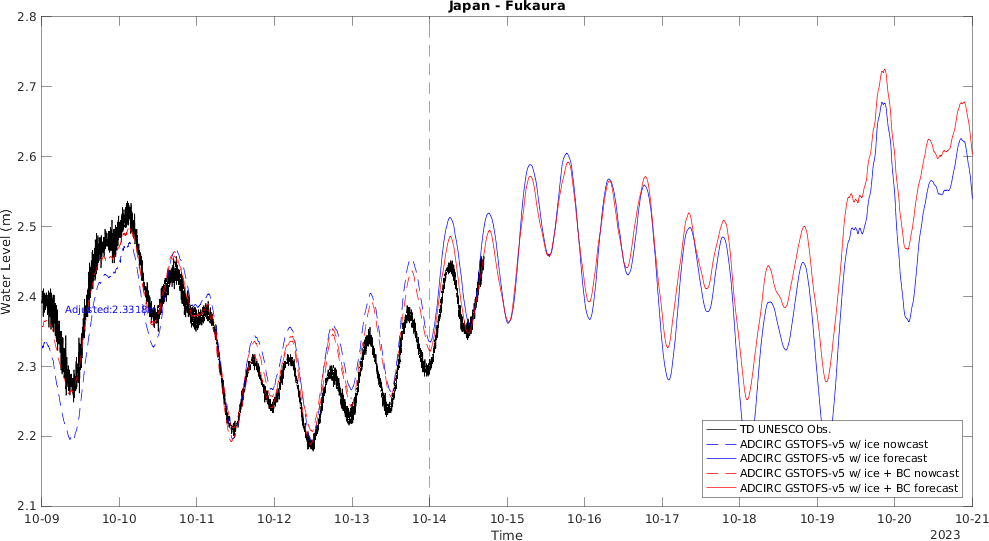 Japan - Fukaura
Water Level (m)
2.8
2.7
2.6
2.5
2.4
2.3
2.2
2.1
Adjusted:2.3318
10-09
10-10
10-11
10-12
10-13
10-14
10-15
10-16
10-17
10-18
10-19
10-20
10-21
Time
2023
TD UNESCO Obs.
ADCIRC GSTOFS-v5 w/ ice nowcast
ADCIRC GSTOFS-v5 w/ ice forecast
ADCIRC GSTOFS-v5 w/ ice + BC nowcast
ADCIRC GSTOFS-v5 w/ ice + BC forecast